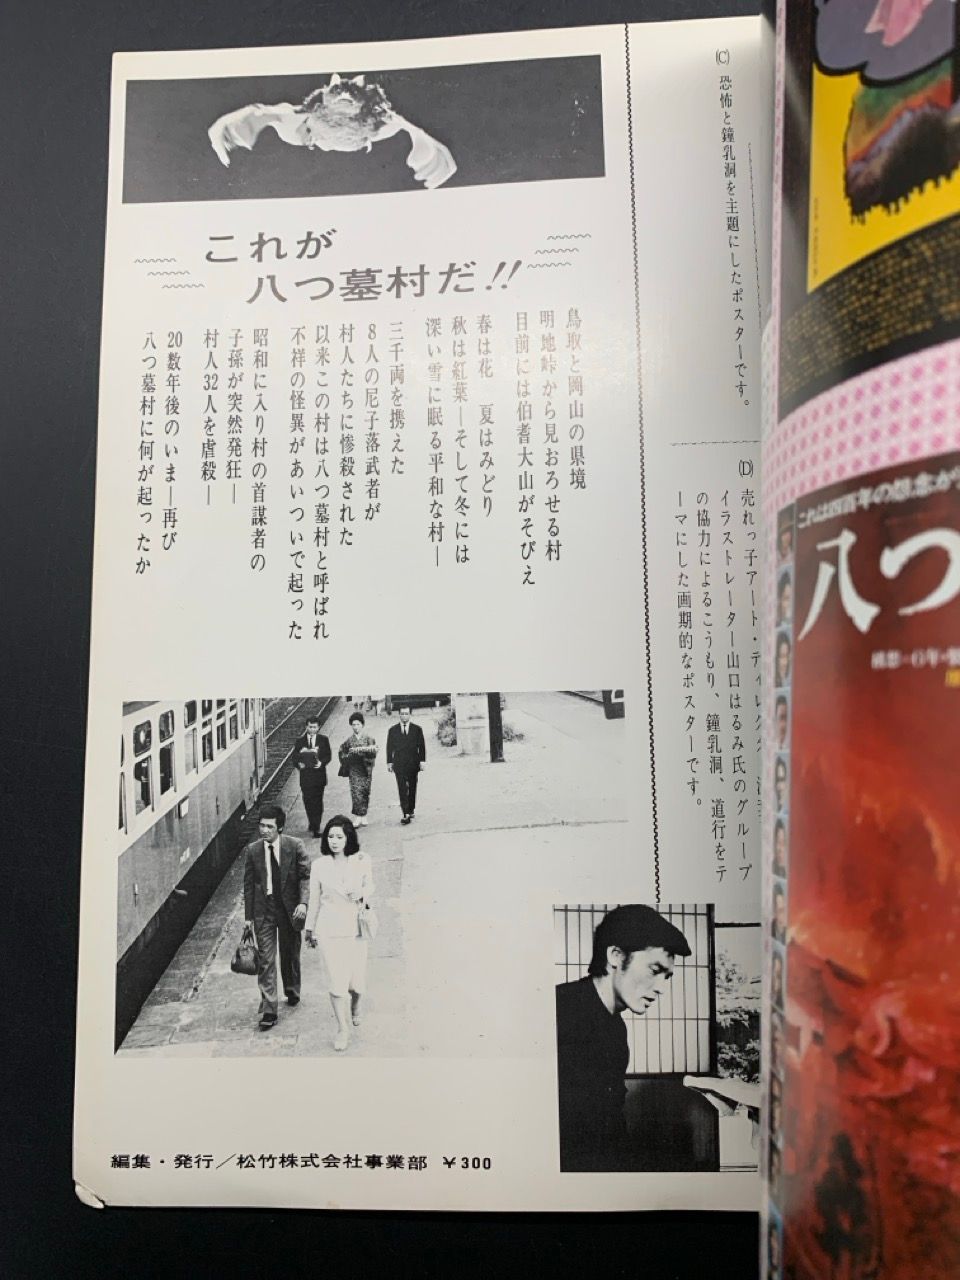 (C) 恐怖と鐘乳洞を主題にしたポスターです。
(D) 売れっ子アート・ディレクター
イラストレーター山口はるみ氏のグループ
の協力によるこうもり、鐘乳洞、道行をテ
ーマにした画期的なポスターです。
これが
八つ墓村だ!!
鳥取と岡山の県境
明地峠から見おろせる村
目前には伯耆大山がそびえ
春は花 夏はみどり
秋は紅葉―そして冬には
深い雪に眠る平和な村―
三千両を携えた
8人の尼子落武者が
村人たちに惨殺された
以来この村は八つ墓村と呼ばれ
不祥の怪異があいついで起った
昭和に入り村の首謀者の
子孫が突然発狂―
村人32人を虐殺―
20数年後のいま―再び
八つ墓村に何が起ったか
編集・発行/松竹株式会社事業部 ¥300
これは四百年の怨念か
八つ